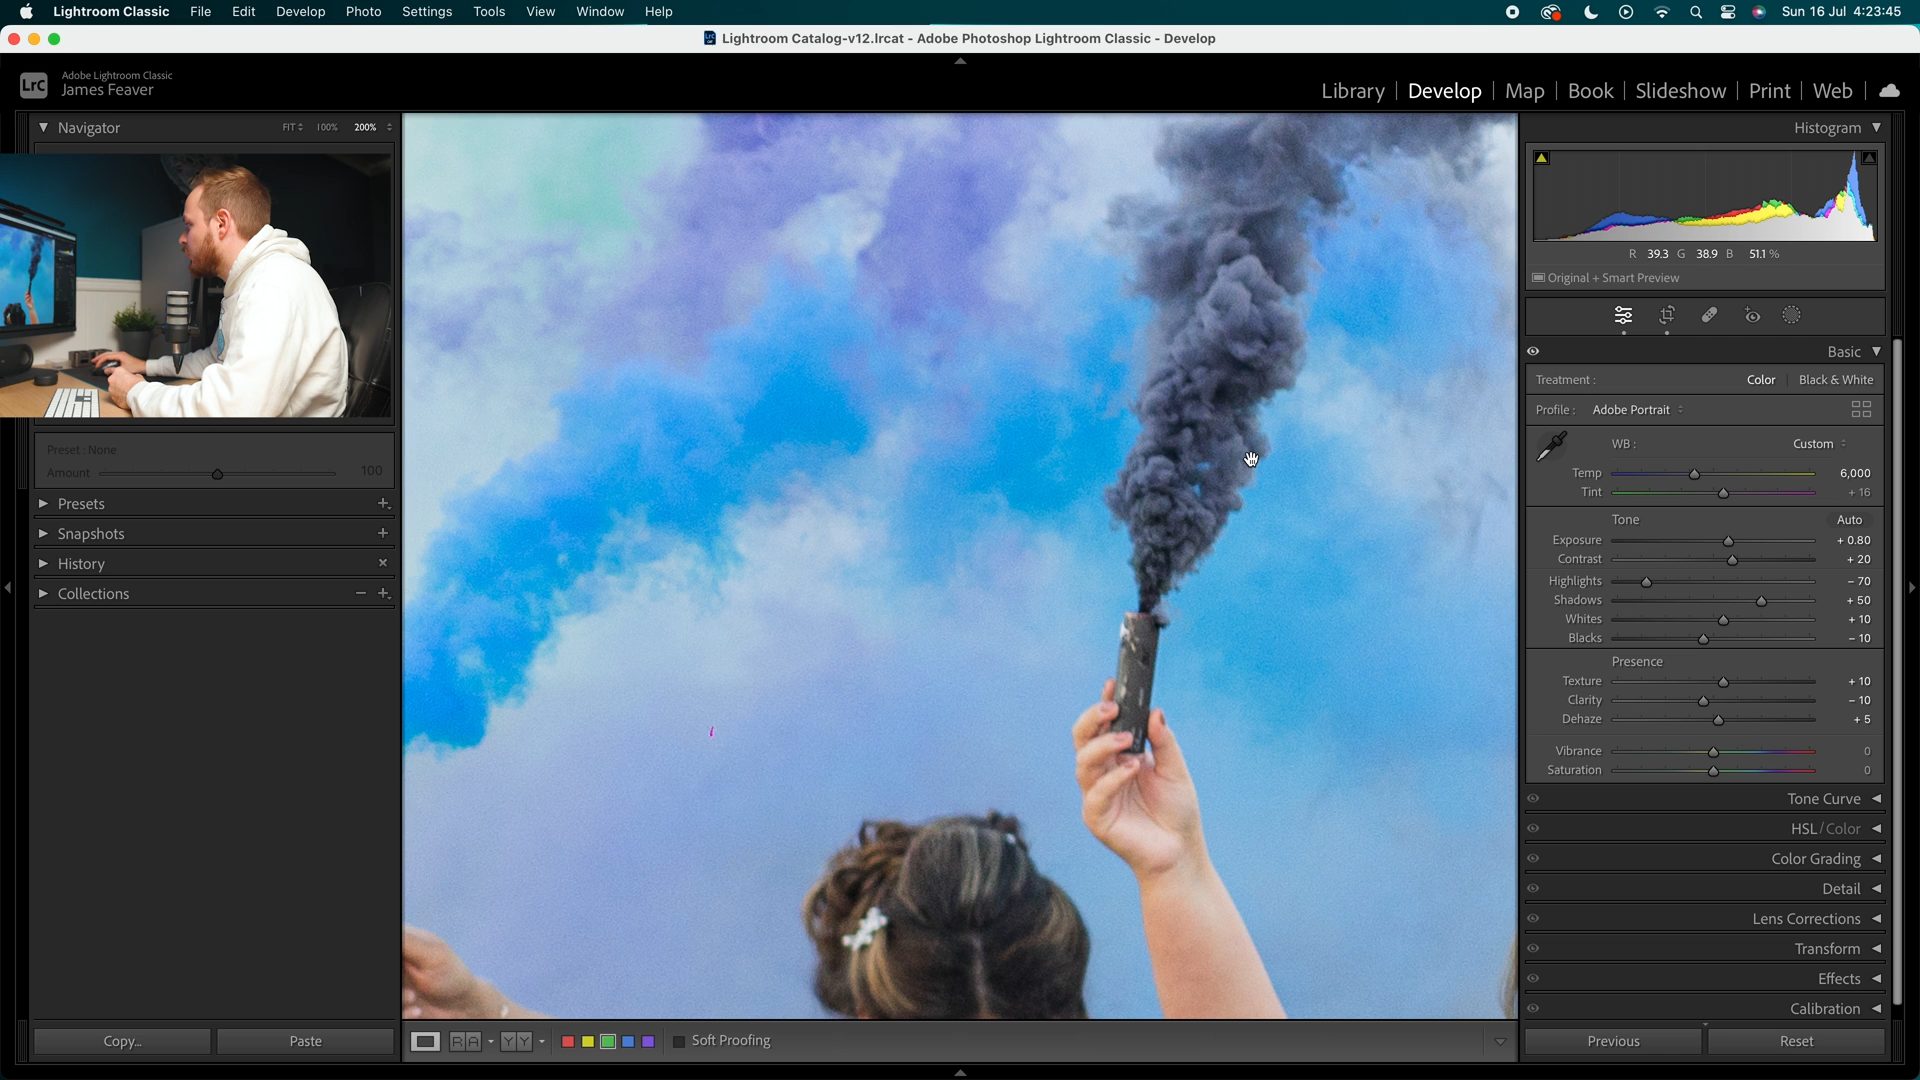 Lightroom Classic File Edit Develop Photo Settings Tools View Window Help Sun 16 Jul 4:23:45
Lightroom Catalog-v12.lrcat - Adobe Photoshop Lightroom Classic - Develop
LrC
Adobe Lightroom Classic
James Feaver
Library | Develop | Map | Book | Slideshow | Print | Web
Navigator FIT 100% 200%
Histogram
R 39.3 G 38.9 B 51.1 %
Original + Smart Preview
Basic
Treatment : Color Black & White
Profile : Adobe Portrait
WB : Custom
Temp 6,000
Tint + 16
Tone Auto
Exposure + 0.80
Contrast + 20
Highlights – 70
Shadows + 50
Whites + 10
Blacks – 10
Presence
Texture + 10
Clarity – 10
Dehaze + 5
Vibrance 0
Saturation 0
Tone Curve
HSL / Color
Color Grading
Detail
Lens Corrections
Transform
Effects
Calibration
Previous Reset
Preset : None
Amount 100
Presets
Snapshots
History
Collections
Copy... Paste
R A Y Y Soft Proofing